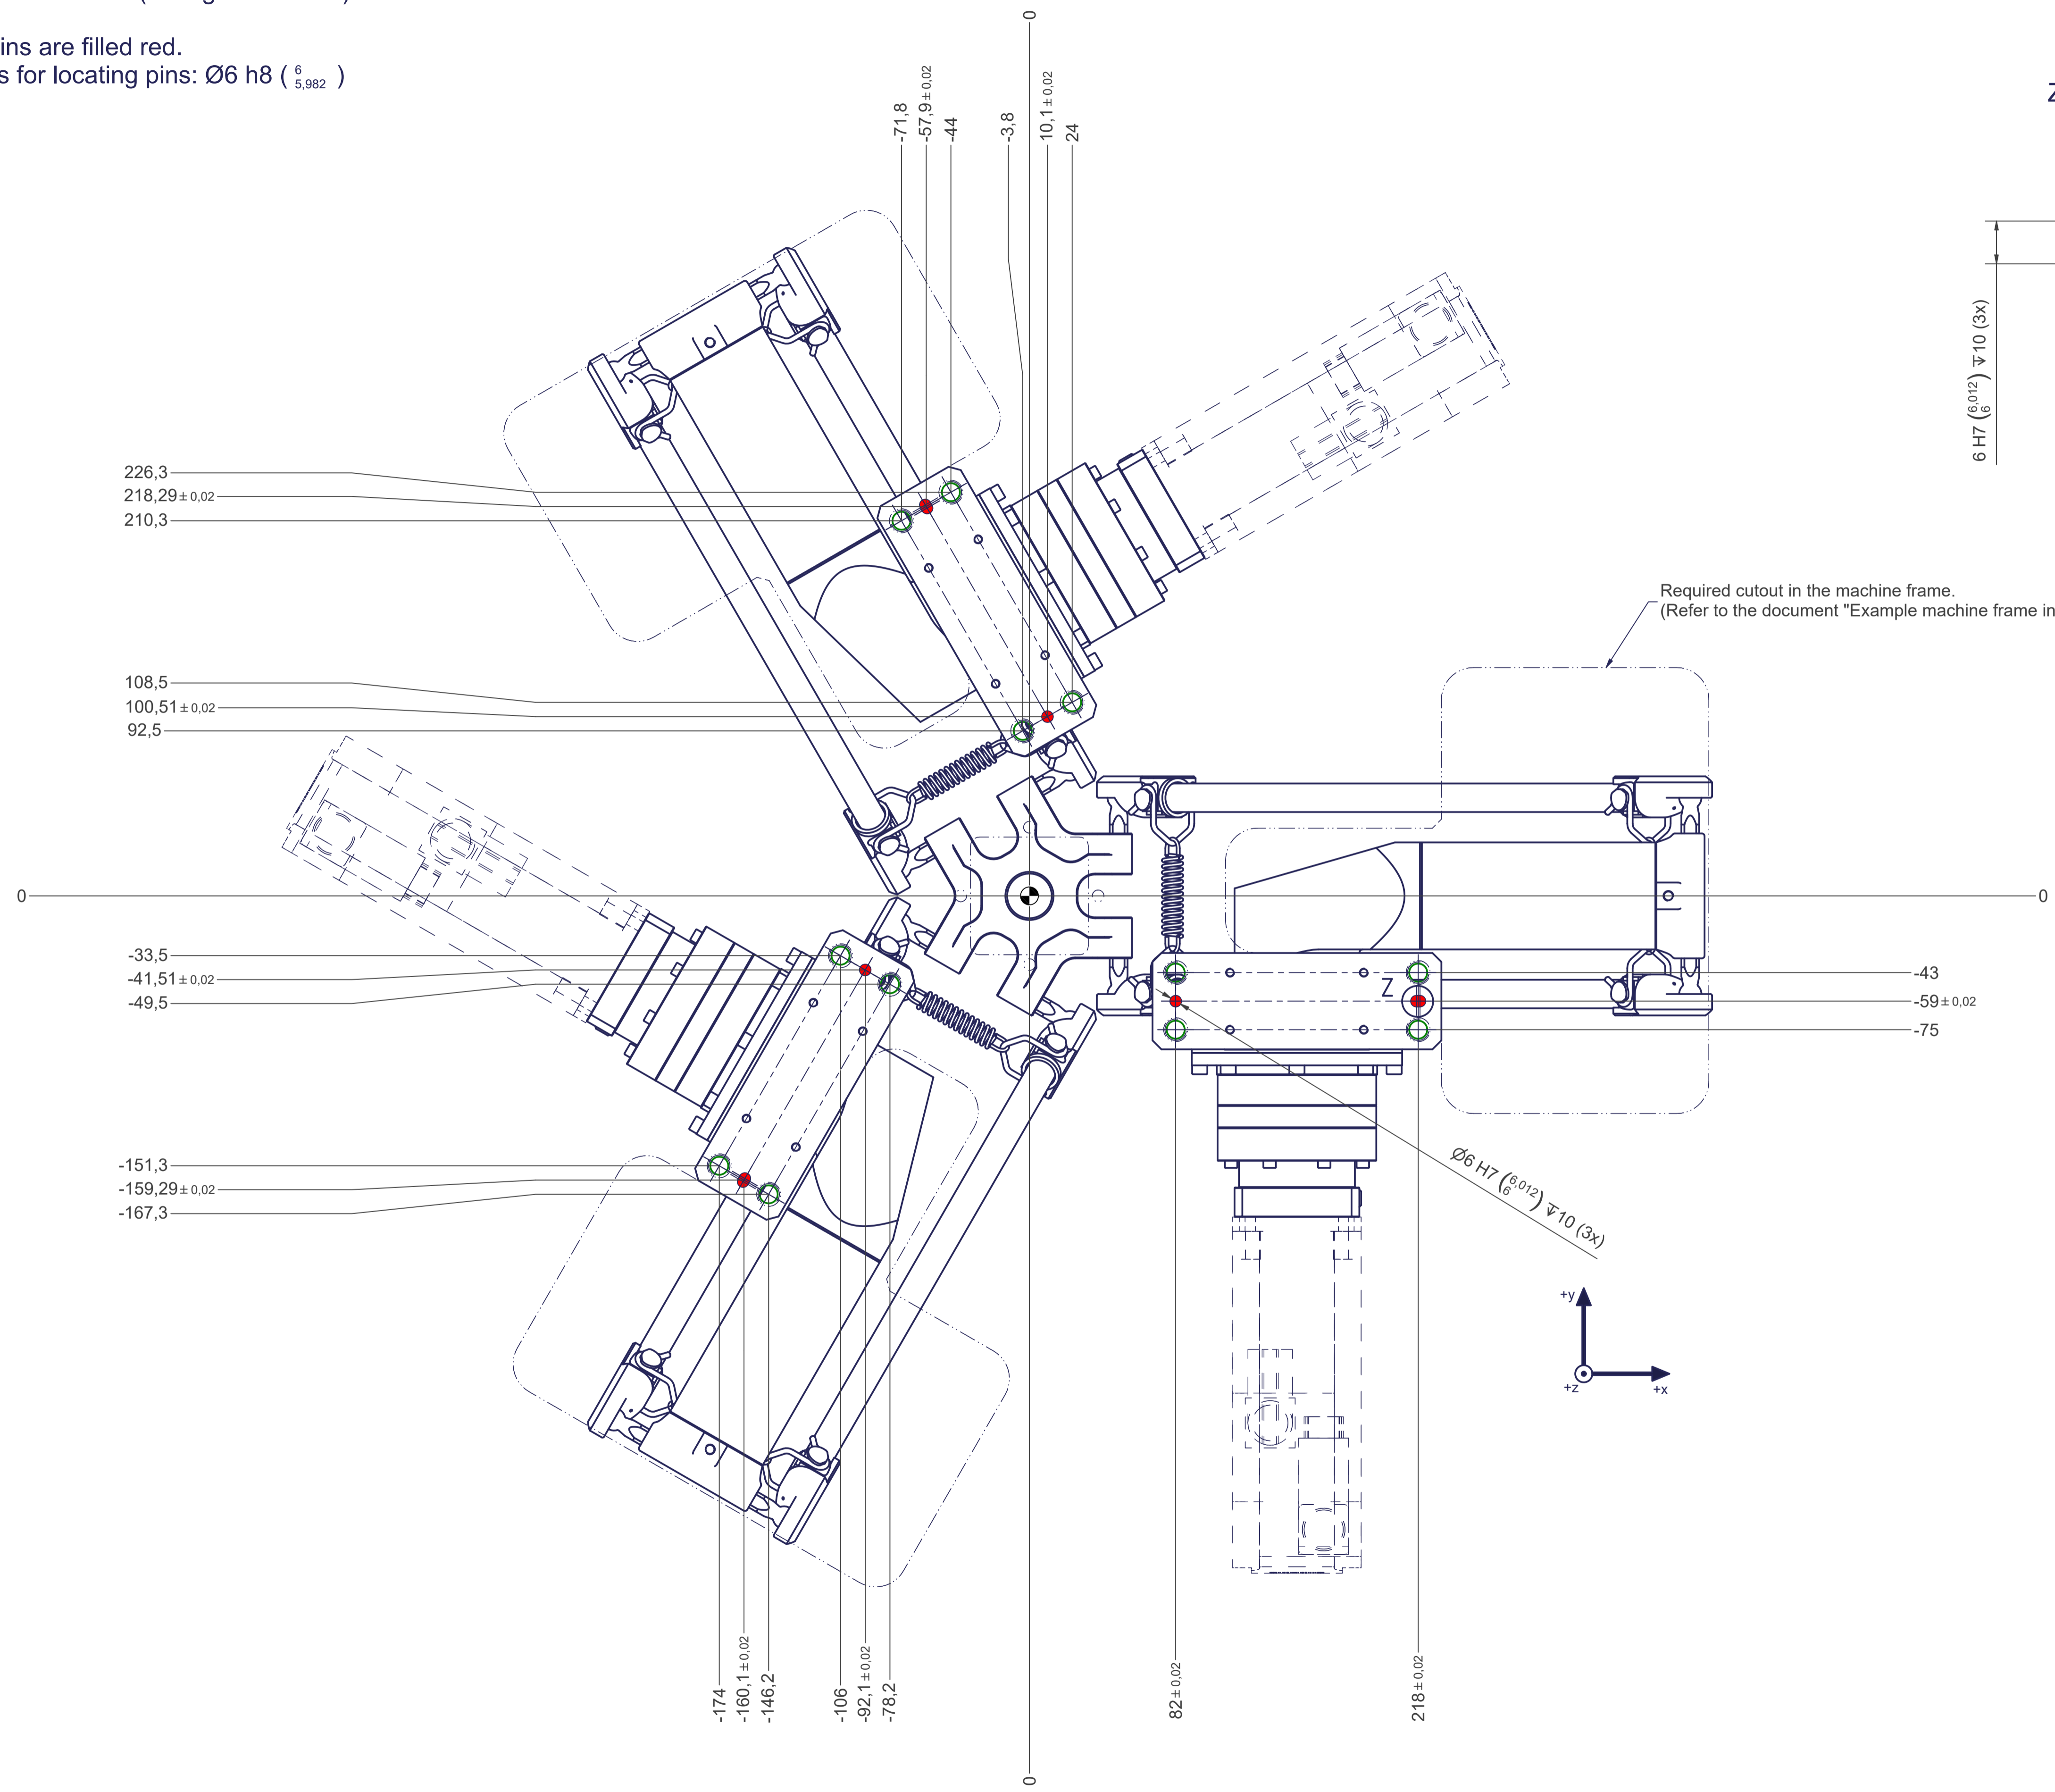 ins are filled red.
s for locating pins: Ø6 h8 ( 6 5,982 )
0
-71,8
-57,9 ± 0,02
-44
-3,8
10,1 ± 0,02
24
6 H7 (6,012 6) ↧10 (3x)
226,3
218,29 ± 0,02
210,3
Required cutout in the machine frame.
(Refer to the document "Example machine frame in
108,5
100,51 ± 0,02
92,5
0
0
-33,5
-41,51 ± 0,02
-49,5
-43
Z
-59 ± 0,02
-75
-151,3
-159,29 ± 0,02
-167,3
Ø6 H7 (6,012 6) ↧10 (3x)
+y
+z
+x
-174
-160,1 ± 0,02
-146,2
-106
-92,1 ± 0,02
-78,2
82 ± 0,02
218 ± 0,02
0